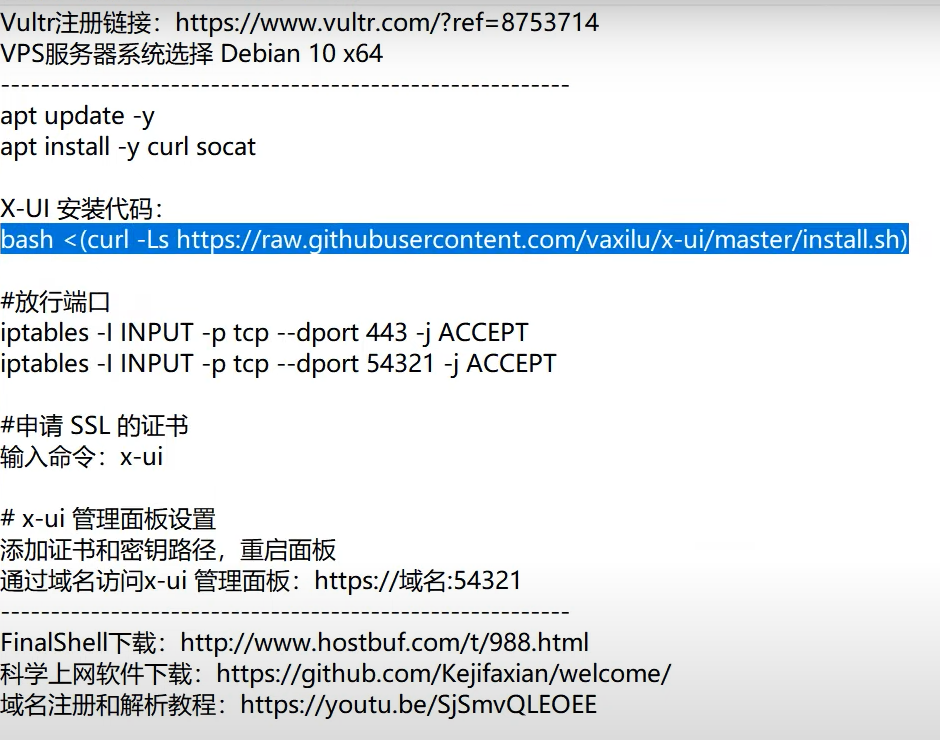 Vultr注册链接：https://www.vultr.com/?ref=8753714
VPS服务器系统选择 Debian 10 x64
---------------------------------------------------------
apt update -y
apt install -y curl socat
X-UI 安装代码：
bash <(curl -Ls https://raw.githubusercontent.com/vaxilu/x-ui/master/install.sh)
#放行端口
iptables -I INPUT -p tcp --dport 443 -j ACCEPT
iptables -I INPUT -p tcp --dport 54321 -j ACCEPT
#申请 SSL 的证书
输入命令：x-ui
# x-ui 管理面板设置
添加证书和密钥路径，重启面板
通过域名访问x-ui 管理面板：https://域名:54321
---------------------------------------------------------
FinalShell下载：http://www.hostbuf.com/t/988.html
科学上网软件下载：https://github.com/Kejifaxian/welcome/
域名注册和解析教程：https://youtu.be/SjSmvQLEOEE